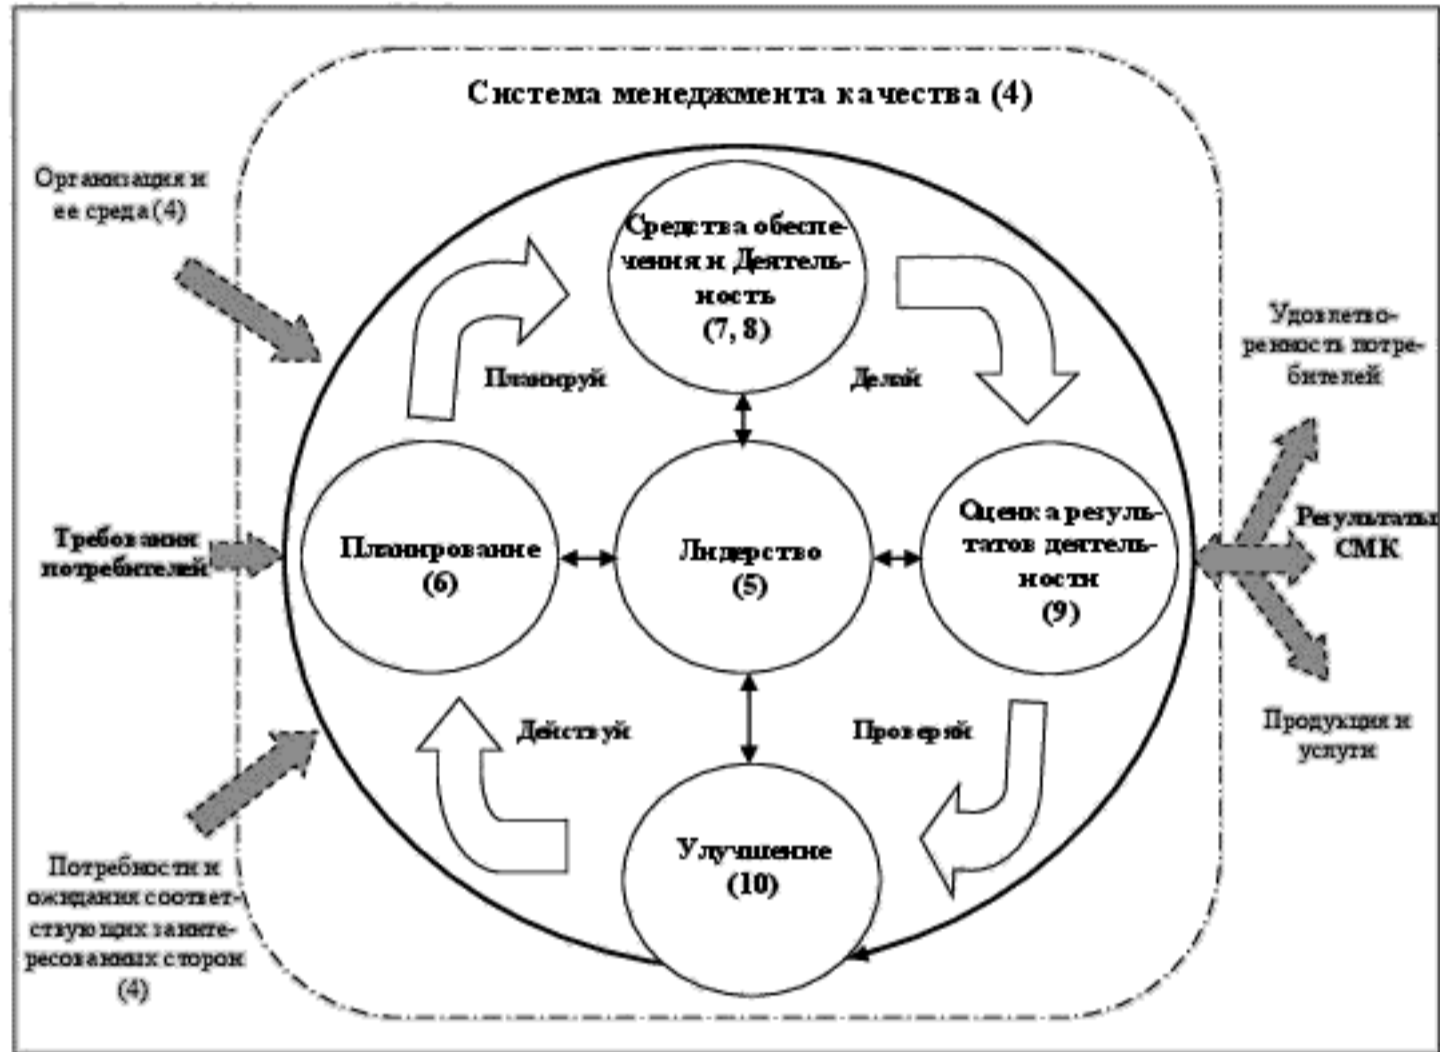 Система менеджмента качества (4)
Организация и
ее среда (4)
Средства обеспе-
чения и Деятель-
ность
(7, 8)
Планируй
Делай
Удовлетво-
ренность потре-
бителей
Требования
потребителей
Планирование
(6)
Лидерство
(5)
Оценка резуль-
татов деятель-
ности
(9)
Результаты
СМК
Действуй
Проверяй
Продукция и
услуги
Улучшение
(10)
Потребности и
ожидания соответ-
ствующих заинте-
ресованных сторон
(4)